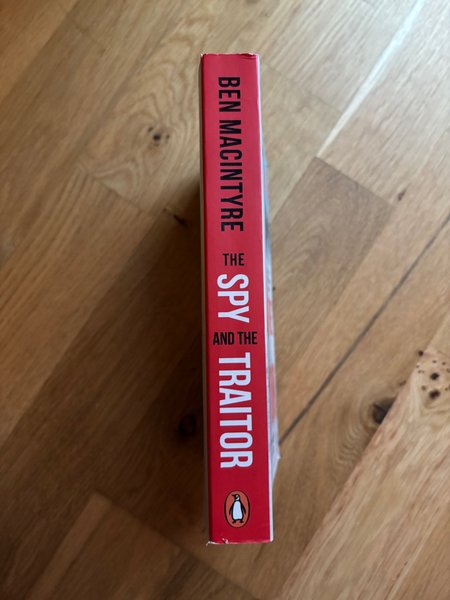 BEN MACINTYRE
THE SPY AND THE TRAITOR